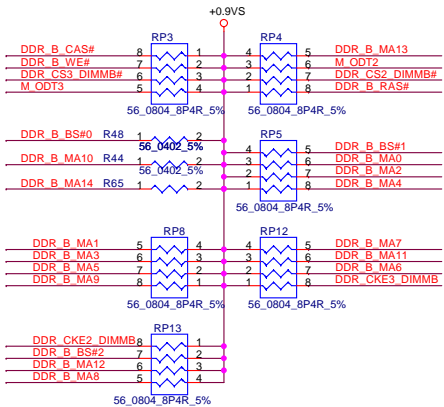 +0.9VS
RP3 RP4
DDR_B_CAS# 8 1 4 5 DDR_B_MA13
DDR_B_WE# 7 2 3 6 M_ODT2
DDR_CS3_DIMMB# 6 3 2 7 DDR_CS2_DIMMB#
M_ODT3 5 4 1 8 DDR_B_RAS#
56_0804_8P4R_5% 56_0804_8P4R_5%
DDR_B_BS#0 R48 1 2 RP5
56_0402_5% 4 5 DDR_B_BS#1
DDR_B_MA10 R44 1 2 3 6 DDR_B_MA0
56_0402_5% 2 7 DDR_B_MA2
DDR_B_MA14 R65 1 2 1 8 DDR_B_MA4
56_0804_8P4R_5%
RP8 RP12
DDR_B_MA1 5 4 4 5 DDR_B_MA7
DDR_B_MA3 6 3 3 6 DDR_B_MA11
DDR_B_MA5 7 2 2 7 DDR_B_MA6
DDR_B_MA9 8 1 1 8 DDR_CKE3_DIMMB
56_0804_8P4R_5% 56_0804_8P4R_5%
RP13
DDR_CKE2_DIMMB 8 1
DDR_B_BS#2 7 2
DDR_B_MA12 6 3
DDR_B_MA8 5 4
56_0804_8P4R_5%